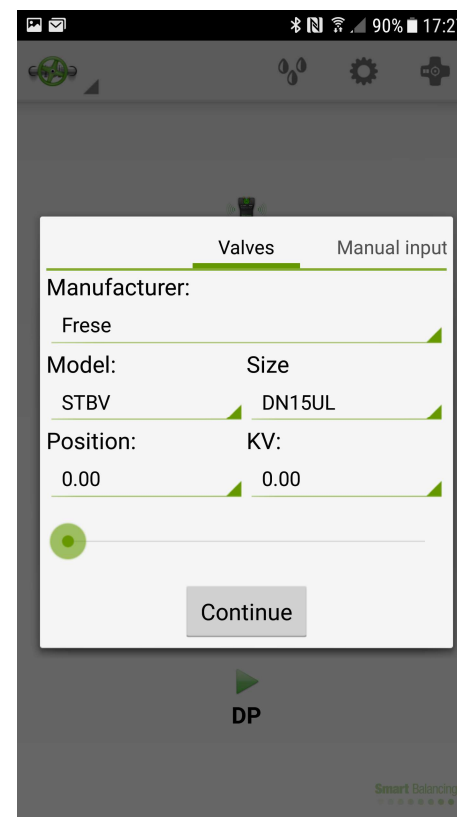 90% 17:2
Valves Manual input
Manufacturer:
Frese
Model: Size
STBV DN15UL
Position: KV:
0.00 0.00
Continue
DP
Smart Balancing